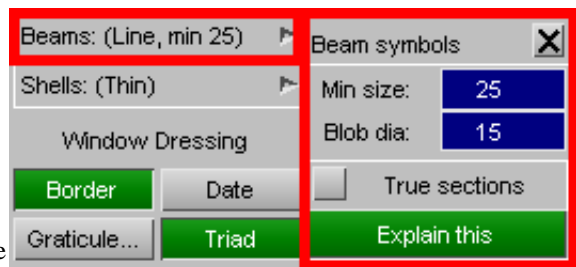 Beams: (Line, min 25)
Shells: (Thin)
Window Dressing
Border Date
Graticule... Triad
e
Beam symbols X
Min size: 25
Blob dia: 15
True sections
Explain this